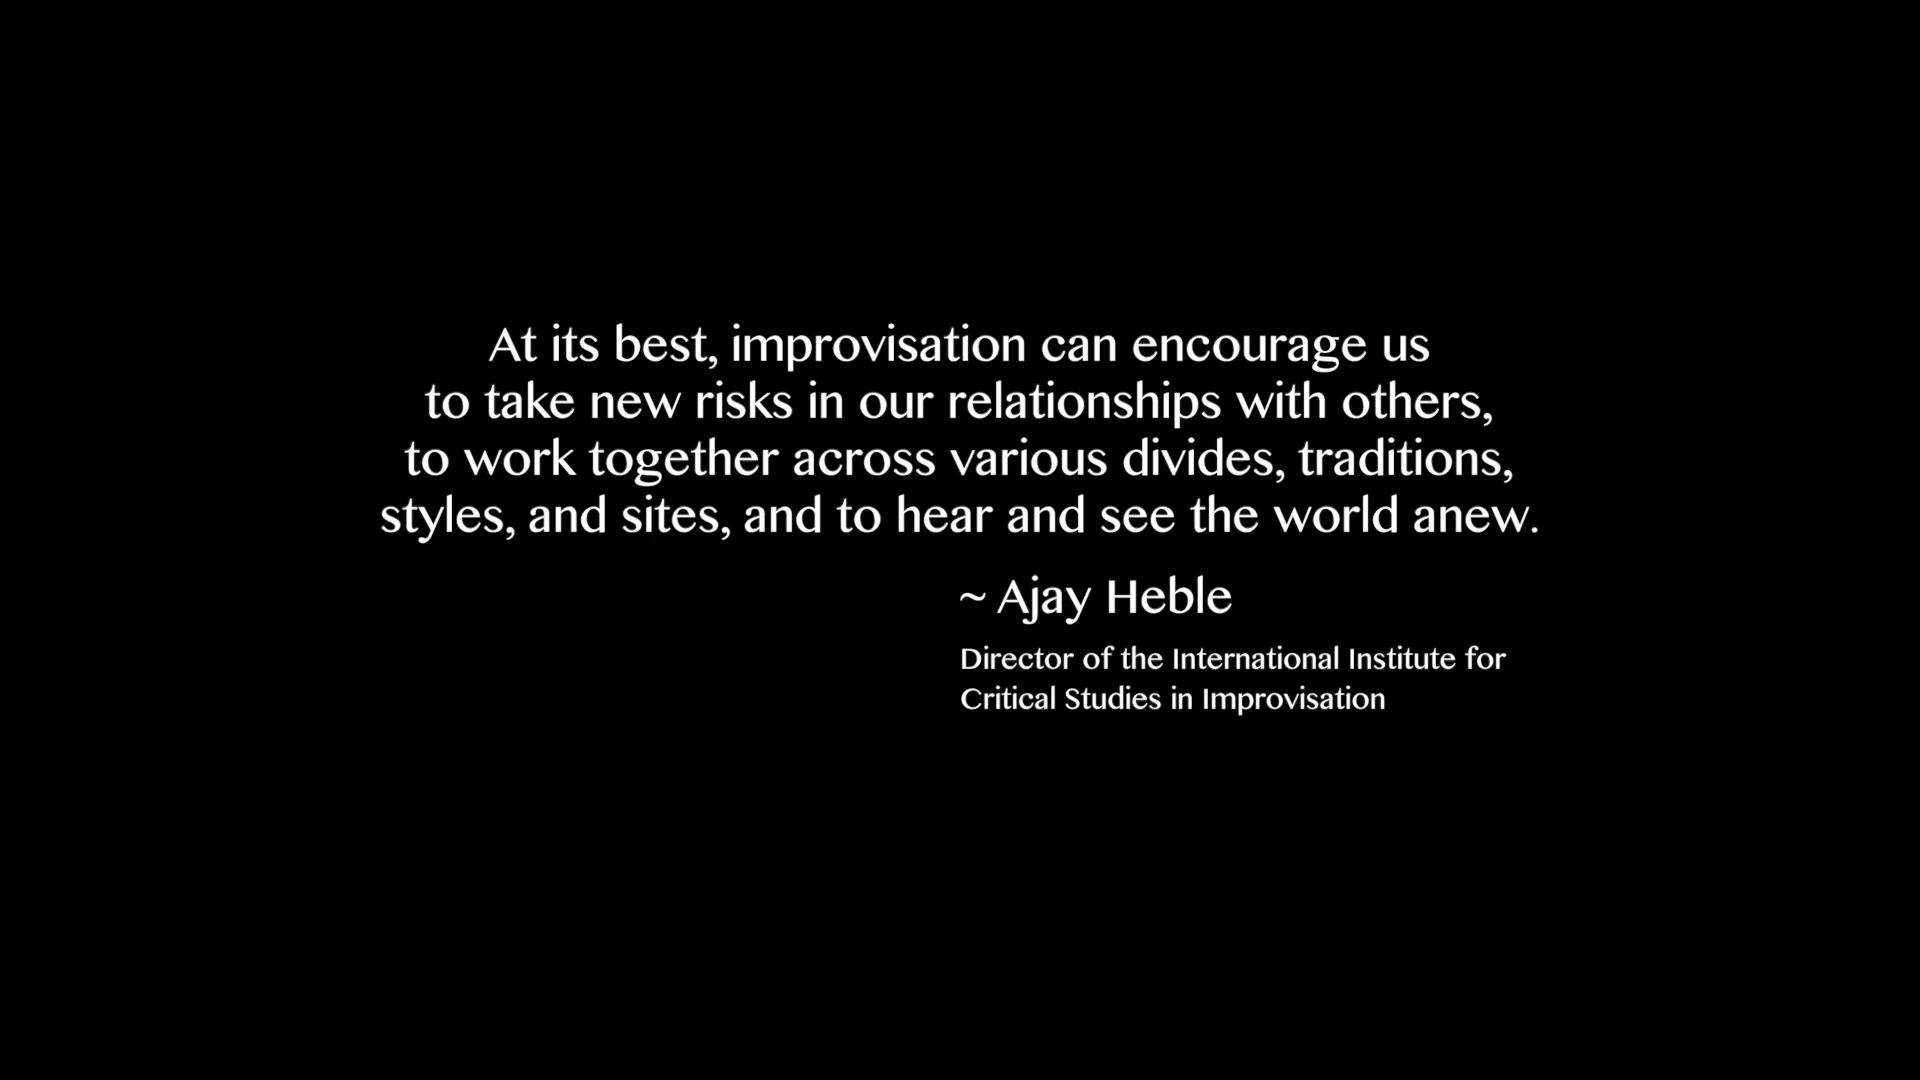 At its best, improvisation can encourage us
to take new risks in our relationships with others,
to work together across various divides, traditions,
styles, and sites, and to hear and see the world anew.
~ Ajay Heble
Director of the International Institute for
Critical Studies in Improvisation